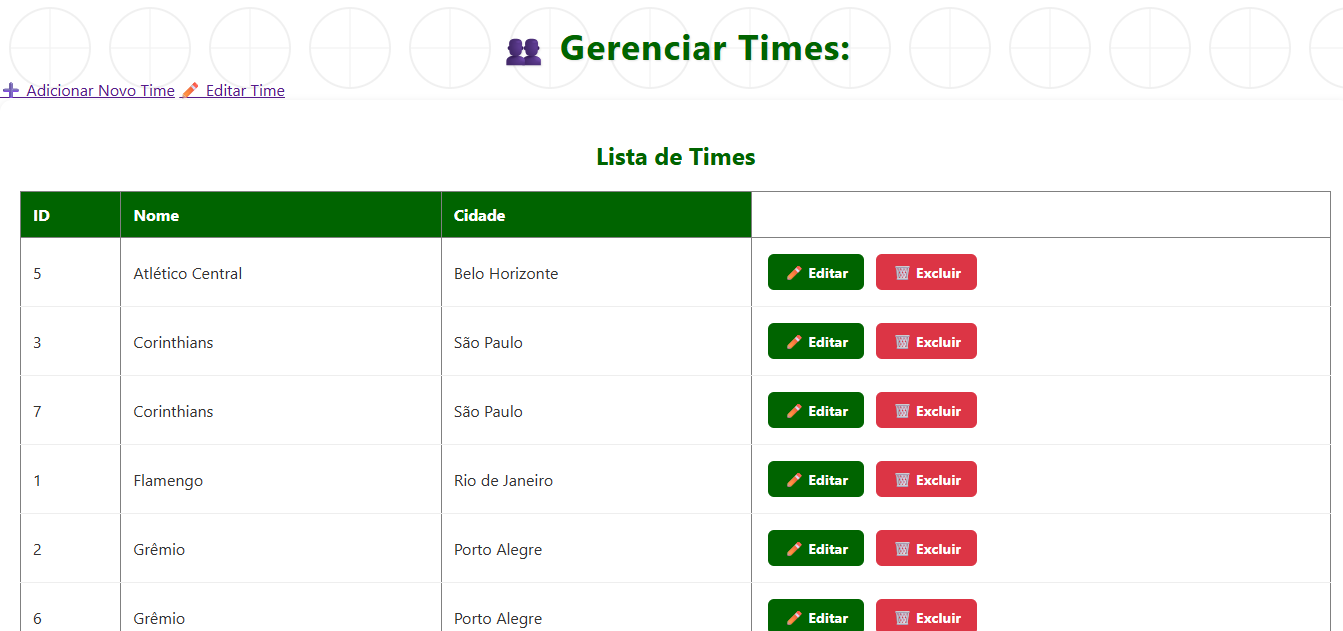 Gerenciar Times:
Adicionar Novo Time Editar Time
Lista de Times
ID Nome Cidade
5 Atlético Central Belo Horizonte Editar Excluir
3 Corinthians São Paulo Editar Excluir
7 Corinthians São Paulo Editar Excluir
1 Flamengo Rio de Janeiro Editar Excluir
2 Grêmio Porto Alegre Editar Excluir
6 Grêmio Porto Alegre Editar Excluir